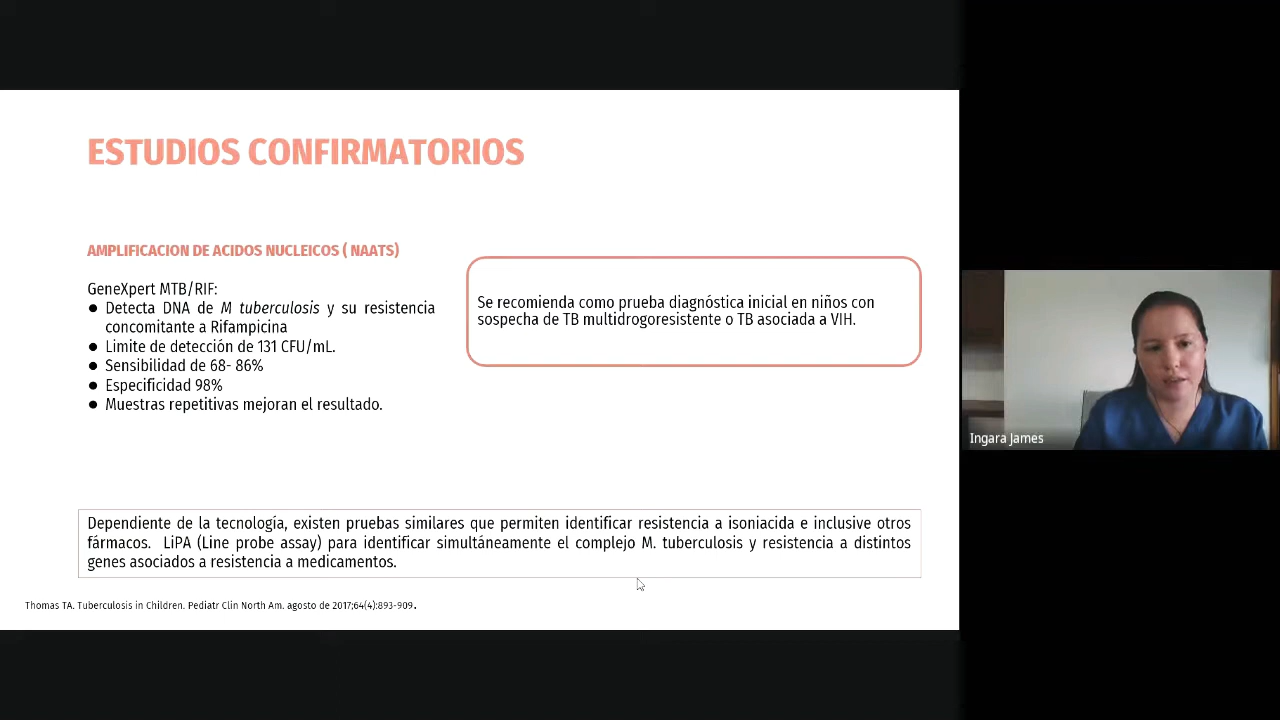 ESTUDIOS CONFIRMATORIOS
AMPLIFICACION DE ACIDOS NUCLEICOS ( NAATS)
GeneXpert MTB/RIF:
● Detecta DNA de M tuberculosis y su resistencia
concomitante a Rifampicina
● Limite de detección de 131 CFU/mL.
● Sensibilidad de 68- 86%
● Especificidad 98%
● Muestras repetitivas mejoran el resultado.
Se recomienda como prueba diagnóstica inicial en niños con
sospecha de TB multidrogoresistente o TB asociada a VIH.
Dependiente de la tecnología, existen pruebas similares que permiten identificar resistencia a isoniacida e inclusive otros
fármacos. LiPA (Line probe assay) para identificar simultáneamente el complejo M. tuberculosis y resistencia a distintos
genes asociados a resistencia a medicamentos.
Thomas TA. Tuberculosis in Children. Pediatr Clin North Am. agosto de 2017;64(4):893-909.
Ingara James